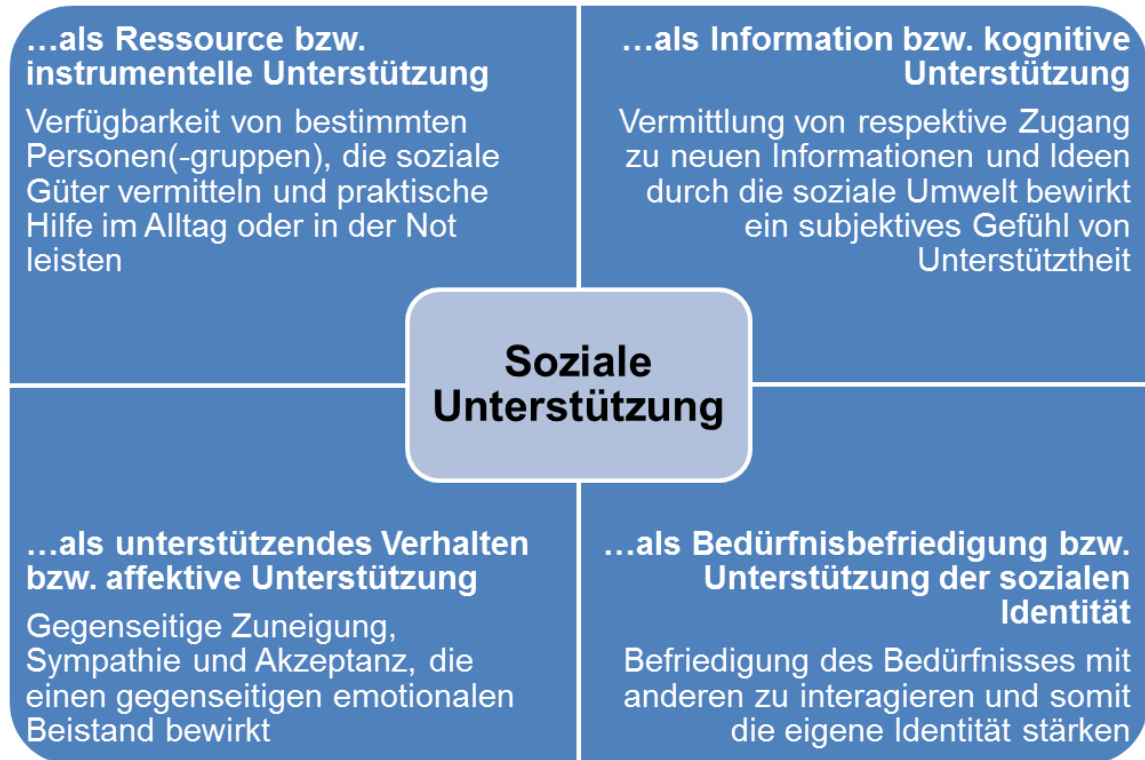 …als Ressource bzw.
instrumentelle Unterstützung
Verfügbarkeit von bestimmten
Personen(-gruppen), die soziale
Güter vermitteln und praktische
Hilfe im Alltag oder in der Not
leisten
…als Information bzw. kognitive
Unterstützung
Vermittlung von respektive Zugang
zu neuen Informationen und Ideen
durch die soziale Umwelt bewirkt
ein subjektives Gefühl von
Unterstütztheit
Soziale
Unterstützung
…als unterstützendes Verhalten
bzw. affektive Unterstützung
Gegenseitige Zuneigung,
Sympathie und Akzeptanz, die
einen gegenseitigen emotionalen
Beistand bewirkt
…als Bedürfnisbefriedigung bzw.
Unterstützung der sozialen
Identität
Befriedigung des Bedürfnisses mit
anderen zu interagieren und somit
die eigene Identität stärken